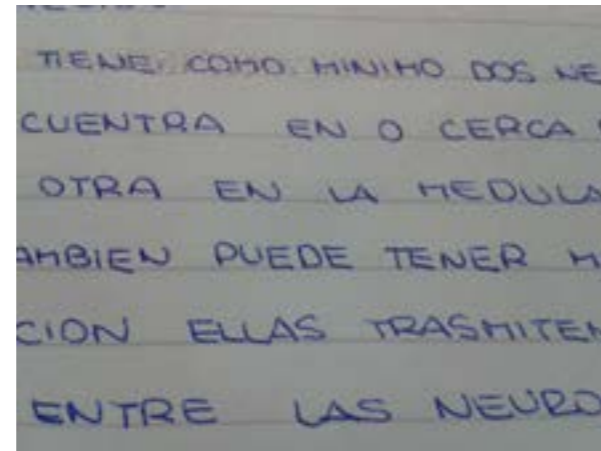 TIENE COMO MINIMO DOS NE
CUENTRA EN O CERCA
OTRA EN LA MEDULA
AMBIEN PUEDE TENER M
CION ELLAS TRASMITEN
ENTRE LAS NEURO